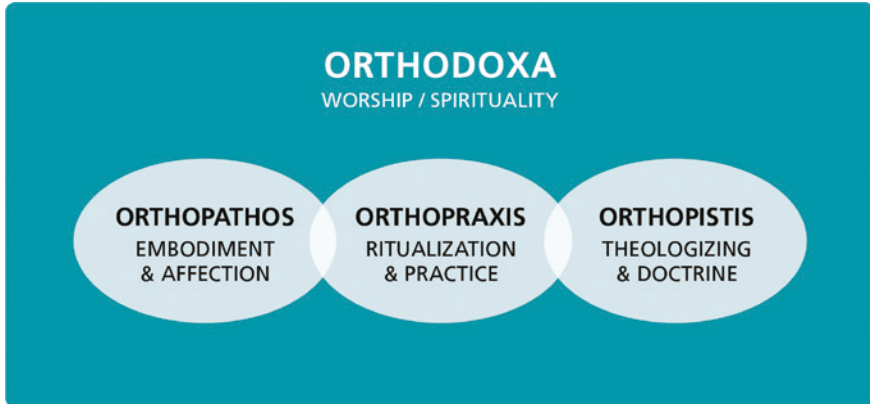 ORTHODOXA
WORSHIP / SPIRITUALITY
ORTHOPATHOS
EMBODIMENT
& AFFECTION
ORTHOPRAXIS
RITUALIZATION
& PRACTICE
ORTHOPISTIS
THEOLOGIZING
& DOCTRINE